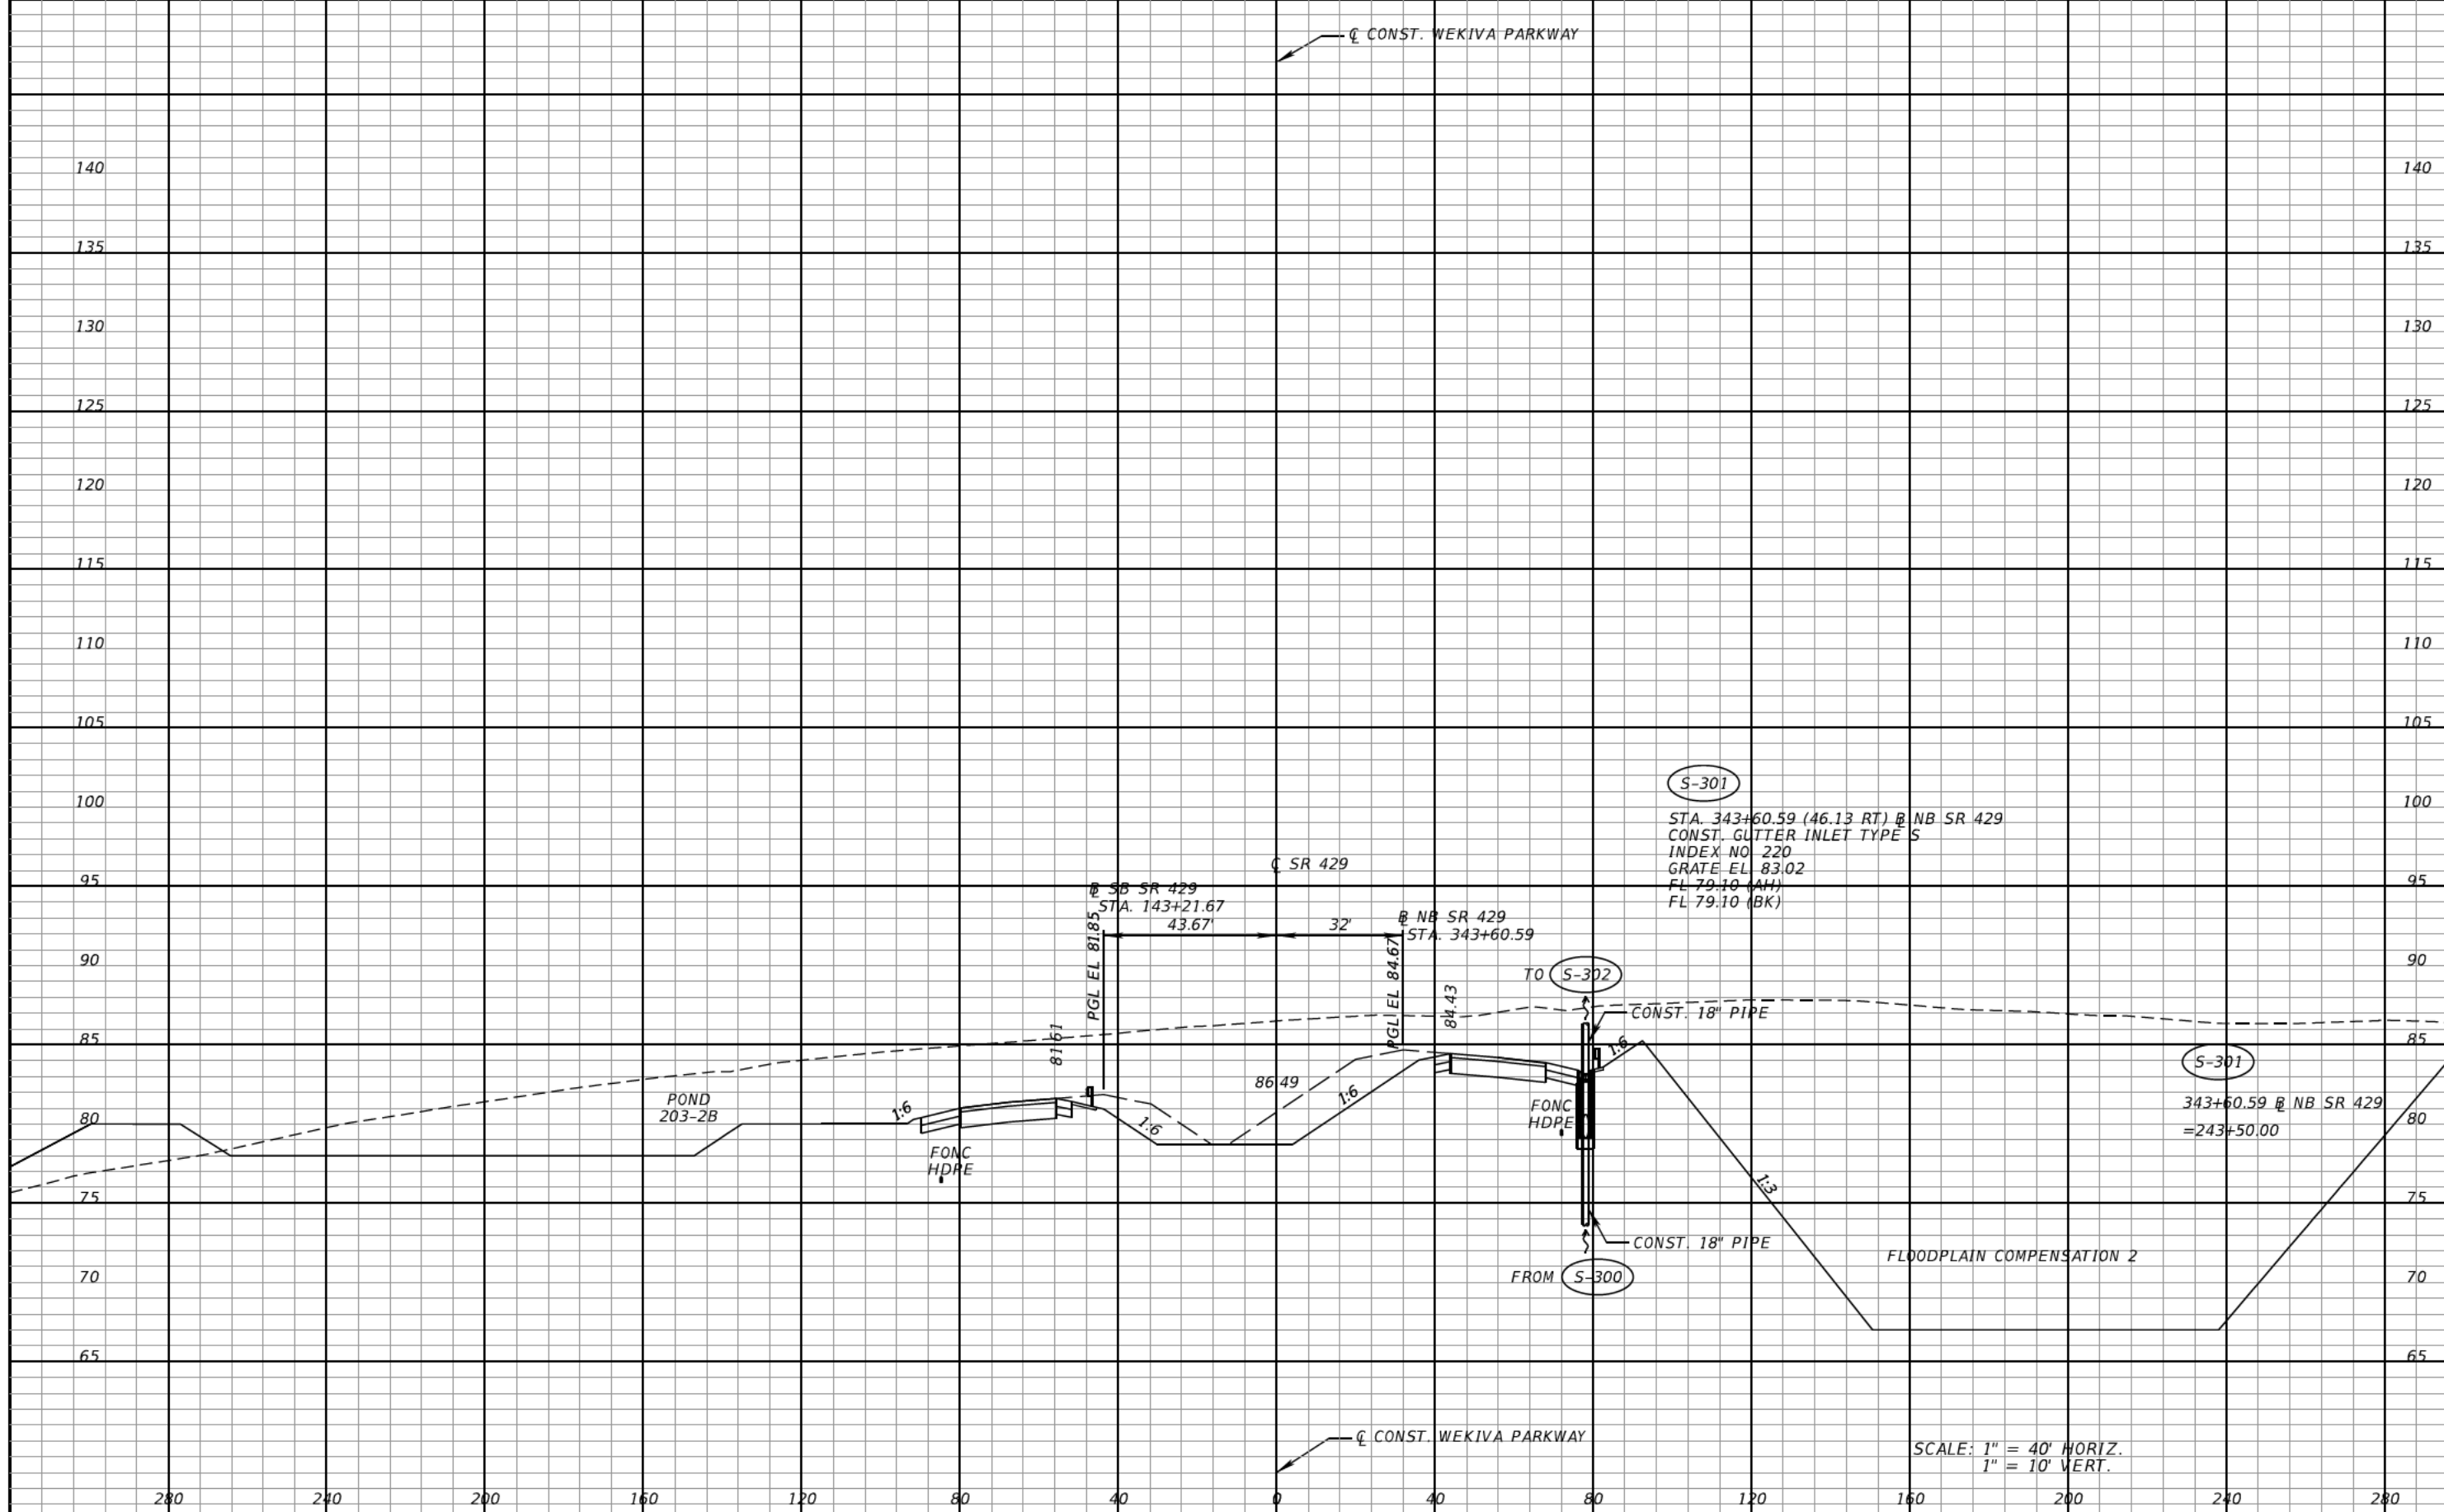 ℄ CONST. WEKIVA PARKWAY
140 140
135 135
130 130
125 125
120 120
115 115
110 110
105 105
100 100
95 95
90 90
85 85
80 80
75 75
70 70
65 65
S-301
STA. 343+60.59 (46.13 RT) ⅊ NB SR 429
CONST. GUTTER INLET TYPE S
INDEX NO. 220
GRATE EL. 83.02
FL 79.10 (AH)
FL 79.10 (BK)
℄ SR 429
⅊ SB SR 429
STA. 143+21.67
43.67'
32'
⅊ NB SR 429
STA. 343+60.59
PGL EL 81.85
PGL EL 84.67
81.61
84.43
86.49
TO S-302
CONST. 18" PIPE
1:6
1:6
1:6
1:6
1:3
POND
203-2B
FONC
HDPE
FONC
HDPE
S-301
343+60.59 ⅊ NB SR 429
=243+50.00
CONST. 18" PIPE
FROM S-300
FLOODPLAIN COMPENSATION 2
℄ CONST. WEKIVA PARKWAY
SCALE: 1" = 40' HORIZ.
1" = 10' VERT.
280 240 200 160 120 80 40 0 40 80 120 160 200 240 280